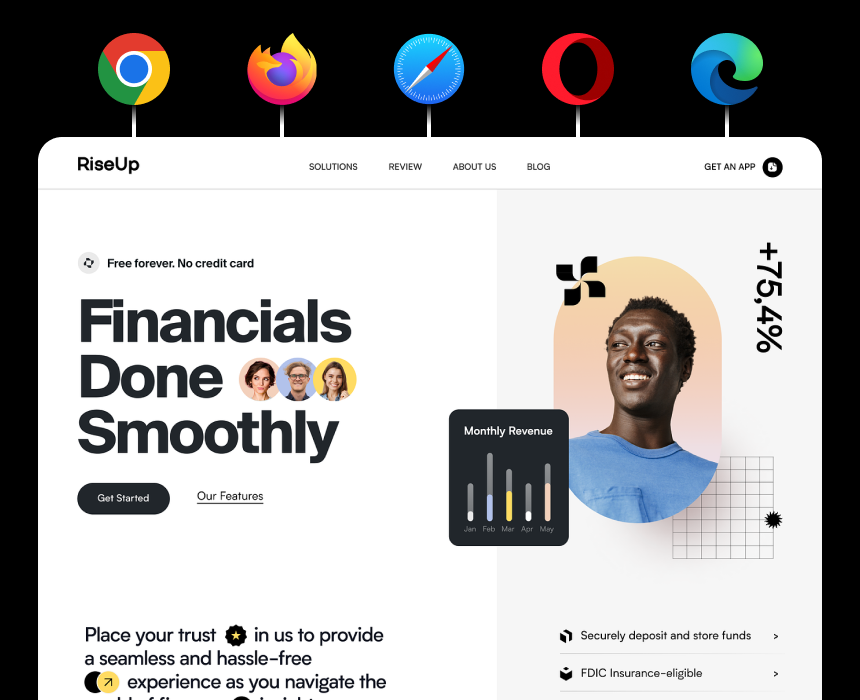 RiseUp
SOLUTIONS
REVIEW
ABOUT US
BLOG
GET AN APP
Free forever. No credit card
Financials
Done
Smoothly
Get Started
Our Features
+75,4%
Monthly Revenue
Jan Feb Mar Apr May
Place your trust in us to provide
a seamless and hassle-free
experience as you navigate the
Securely deposit and store funds >
FDIC Insurance-eligible >